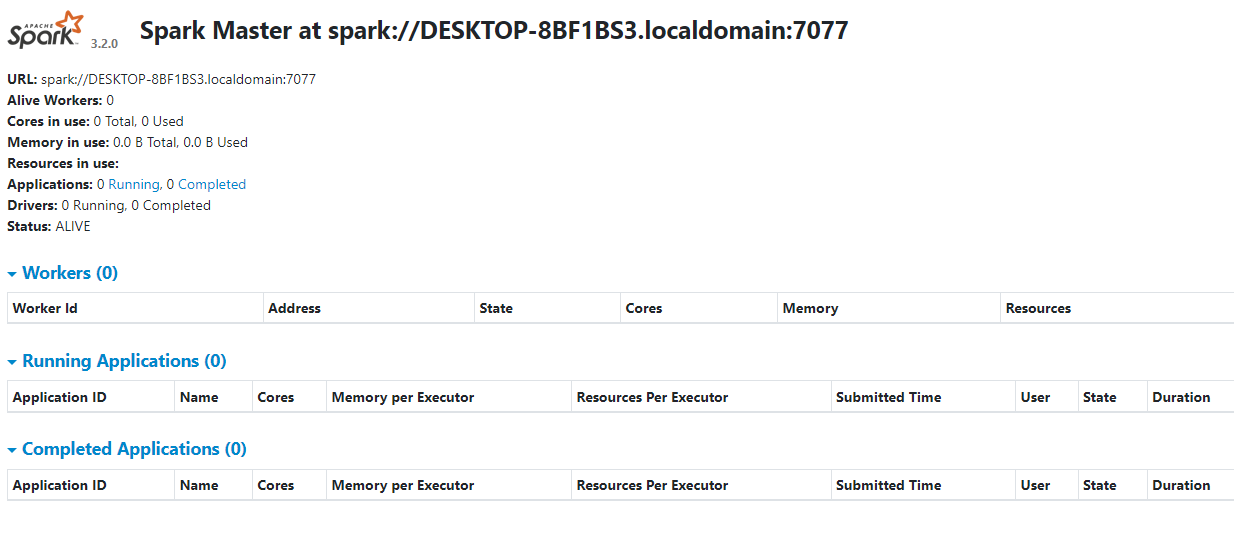 APACHE
Spark 3.2.0 Spark Master at spark://DESKTOP-8BF1BS3.localdomain:7077
URL: spark://DESKTOP-8BF1BS3.localdomain:7077
Alive Workers: 0
Cores in use: 0 Total, 0 Used
Memory in use: 0.0 B Total, 0.0 B Used
Resources in use:
Applications: 0 Running, 0 Completed
Drivers: 0 Running, 0 Completed
Status: ALIVE
Workers (0)
Worker Id Address State Cores Memory Resources
Running Applications (0)
Application ID Name Cores Memory per Executor Resources Per Executor Submitted Time User State Duration
Completed Applications (0)
Application ID Name Cores Memory per Executor Resources Per Executor Submitted Time User State Duration